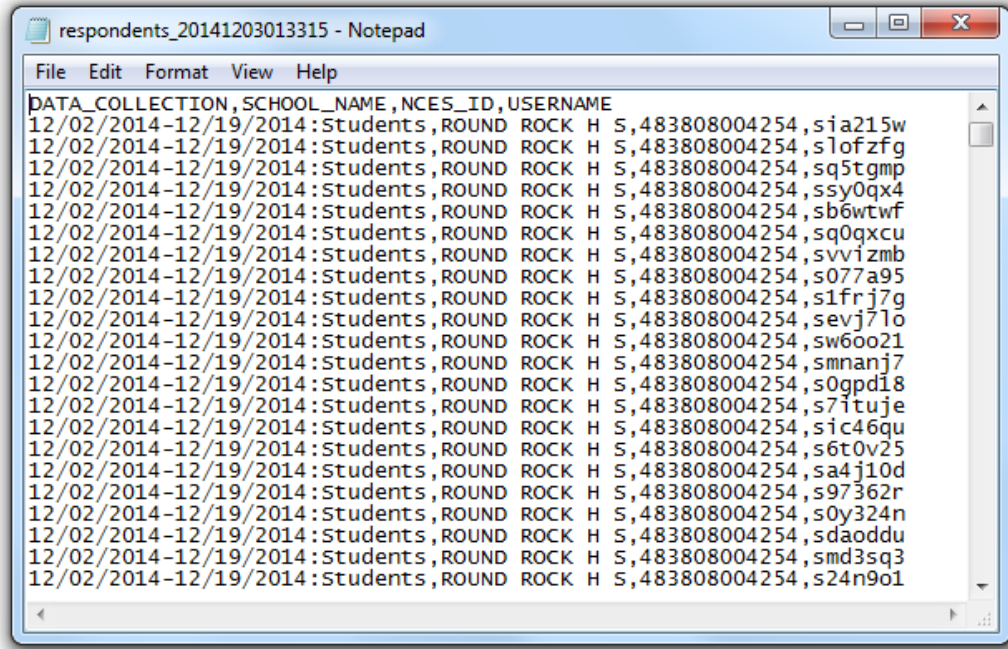 respondents_20141203013315 - Notepad
File Edit Format View Help
DATA_COLLECTION,SCHOOL_NAME,NCES_ID,USERNAME
12/02/2014-12/19/2014:Students,ROUND ROCK H S,483808004254,sia215w
12/02/2014-12/19/2014:Students,ROUND ROCK H S,483808004254,slofzfg
12/02/2014-12/19/2014:Students,ROUND ROCK H S,483808004254,sq5tgmp
12/02/2014-12/19/2014:Students,ROUND ROCK H S,483808004254,ssy0qx4
12/02/2014-12/19/2014:Students,ROUND ROCK H S,483808004254,sb6wtwf
12/02/2014-12/19/2014:Students,ROUND ROCK H S,483808004254,sq0qxcu
12/02/2014-12/19/2014:Students,ROUND ROCK H S,483808004254,svvizmb
12/02/2014-12/19/2014:Students,ROUND ROCK H S,483808004254,s077a95
12/02/2014-12/19/2014:Students,ROUND ROCK H S,483808004254,s1frj7g
12/02/2014-12/19/2014:Students,ROUND ROCK H S,483808004254,sevj7lo
12/02/2014-12/19/2014:Students,ROUND ROCK H S,483808004254,sw6oo21
12/02/2014-12/19/2014:Students,ROUND ROCK H S,483808004254,smnanj7
12/02/2014-12/19/2014:Students,ROUND ROCK H S,483808004254,s0gpd18
12/02/2014-12/19/2014:Students,ROUND ROCK H S,483808004254,s7ituje
12/02/2014-12/19/2014:Students,ROUND ROCK H S,483808004254,sic46qu
12/02/2014-12/19/2014:Students,ROUND ROCK H S,483808004254,s6t0v25
12/02/2014-12/19/2014:Students,ROUND ROCK H S,483808004254,sa4j10d
12/02/2014-12/19/2014:Students,ROUND ROCK H S,483808004254,s97362r
12/02/2014-12/19/2014:Students,ROUND ROCK H S,483808004254,s0y324n
12/02/2014-12/19/2014:Students,ROUND ROCK H S,483808004254,sdaoddu
12/02/2014-12/19/2014:Students,ROUND ROCK H S,483808004254,smd3sq3
12/02/2014-12/19/2014:Students,ROUND ROCK H S,483808004254,s24n9o1